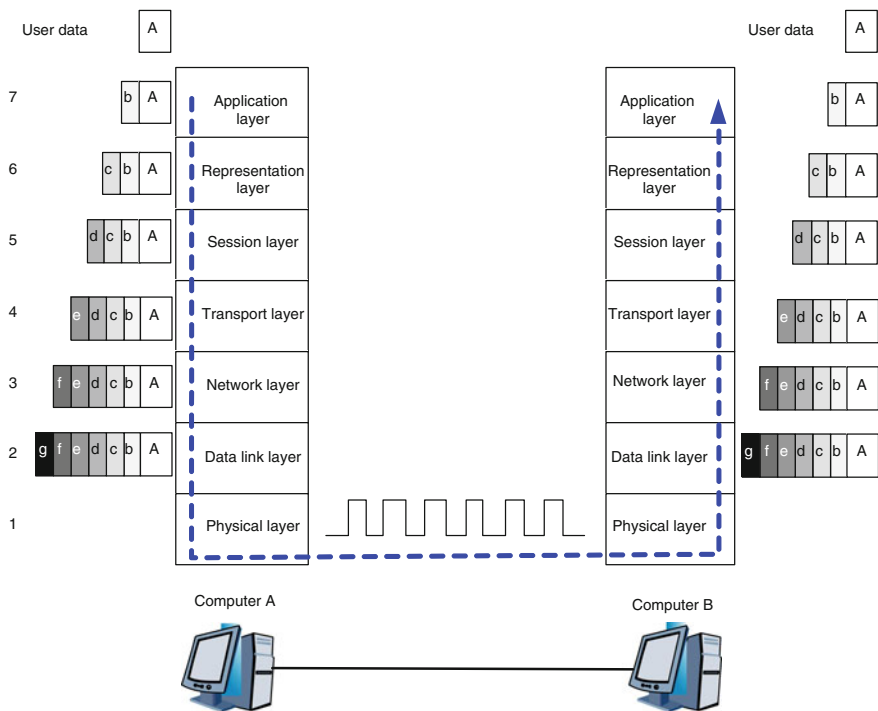 User data A User data A
7 b A Application layer Application layer b A
6 c b A Representation layer Representation layer c b A
5 d c b A Session layer Session layer d c b A
4 e d c b A Transport layer Transport layer e d c b A
3 f e d c b A Network layer Network layer f e d c b A
2 g f e d c b A Data link layer Data link layer g f e d c b A
1 Physical layer Physical layer
Computer A Computer B